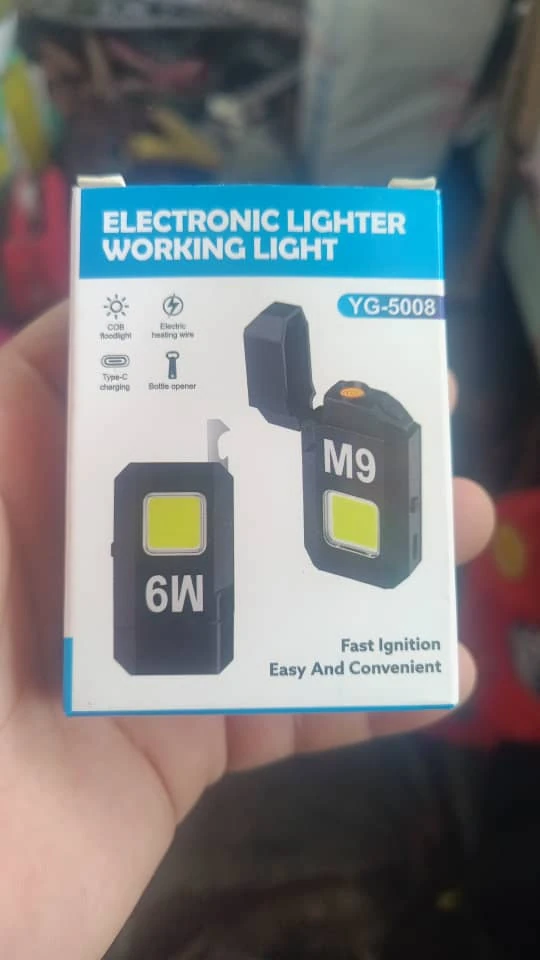 ELECTRONIC LIGHTER
WORKING LIGHT
YG-5008
COB
floodlight
Electric
heating wire
Type-C
charging
Bottle opener
M9
M9
Fast Ignition
Easy And Convenient